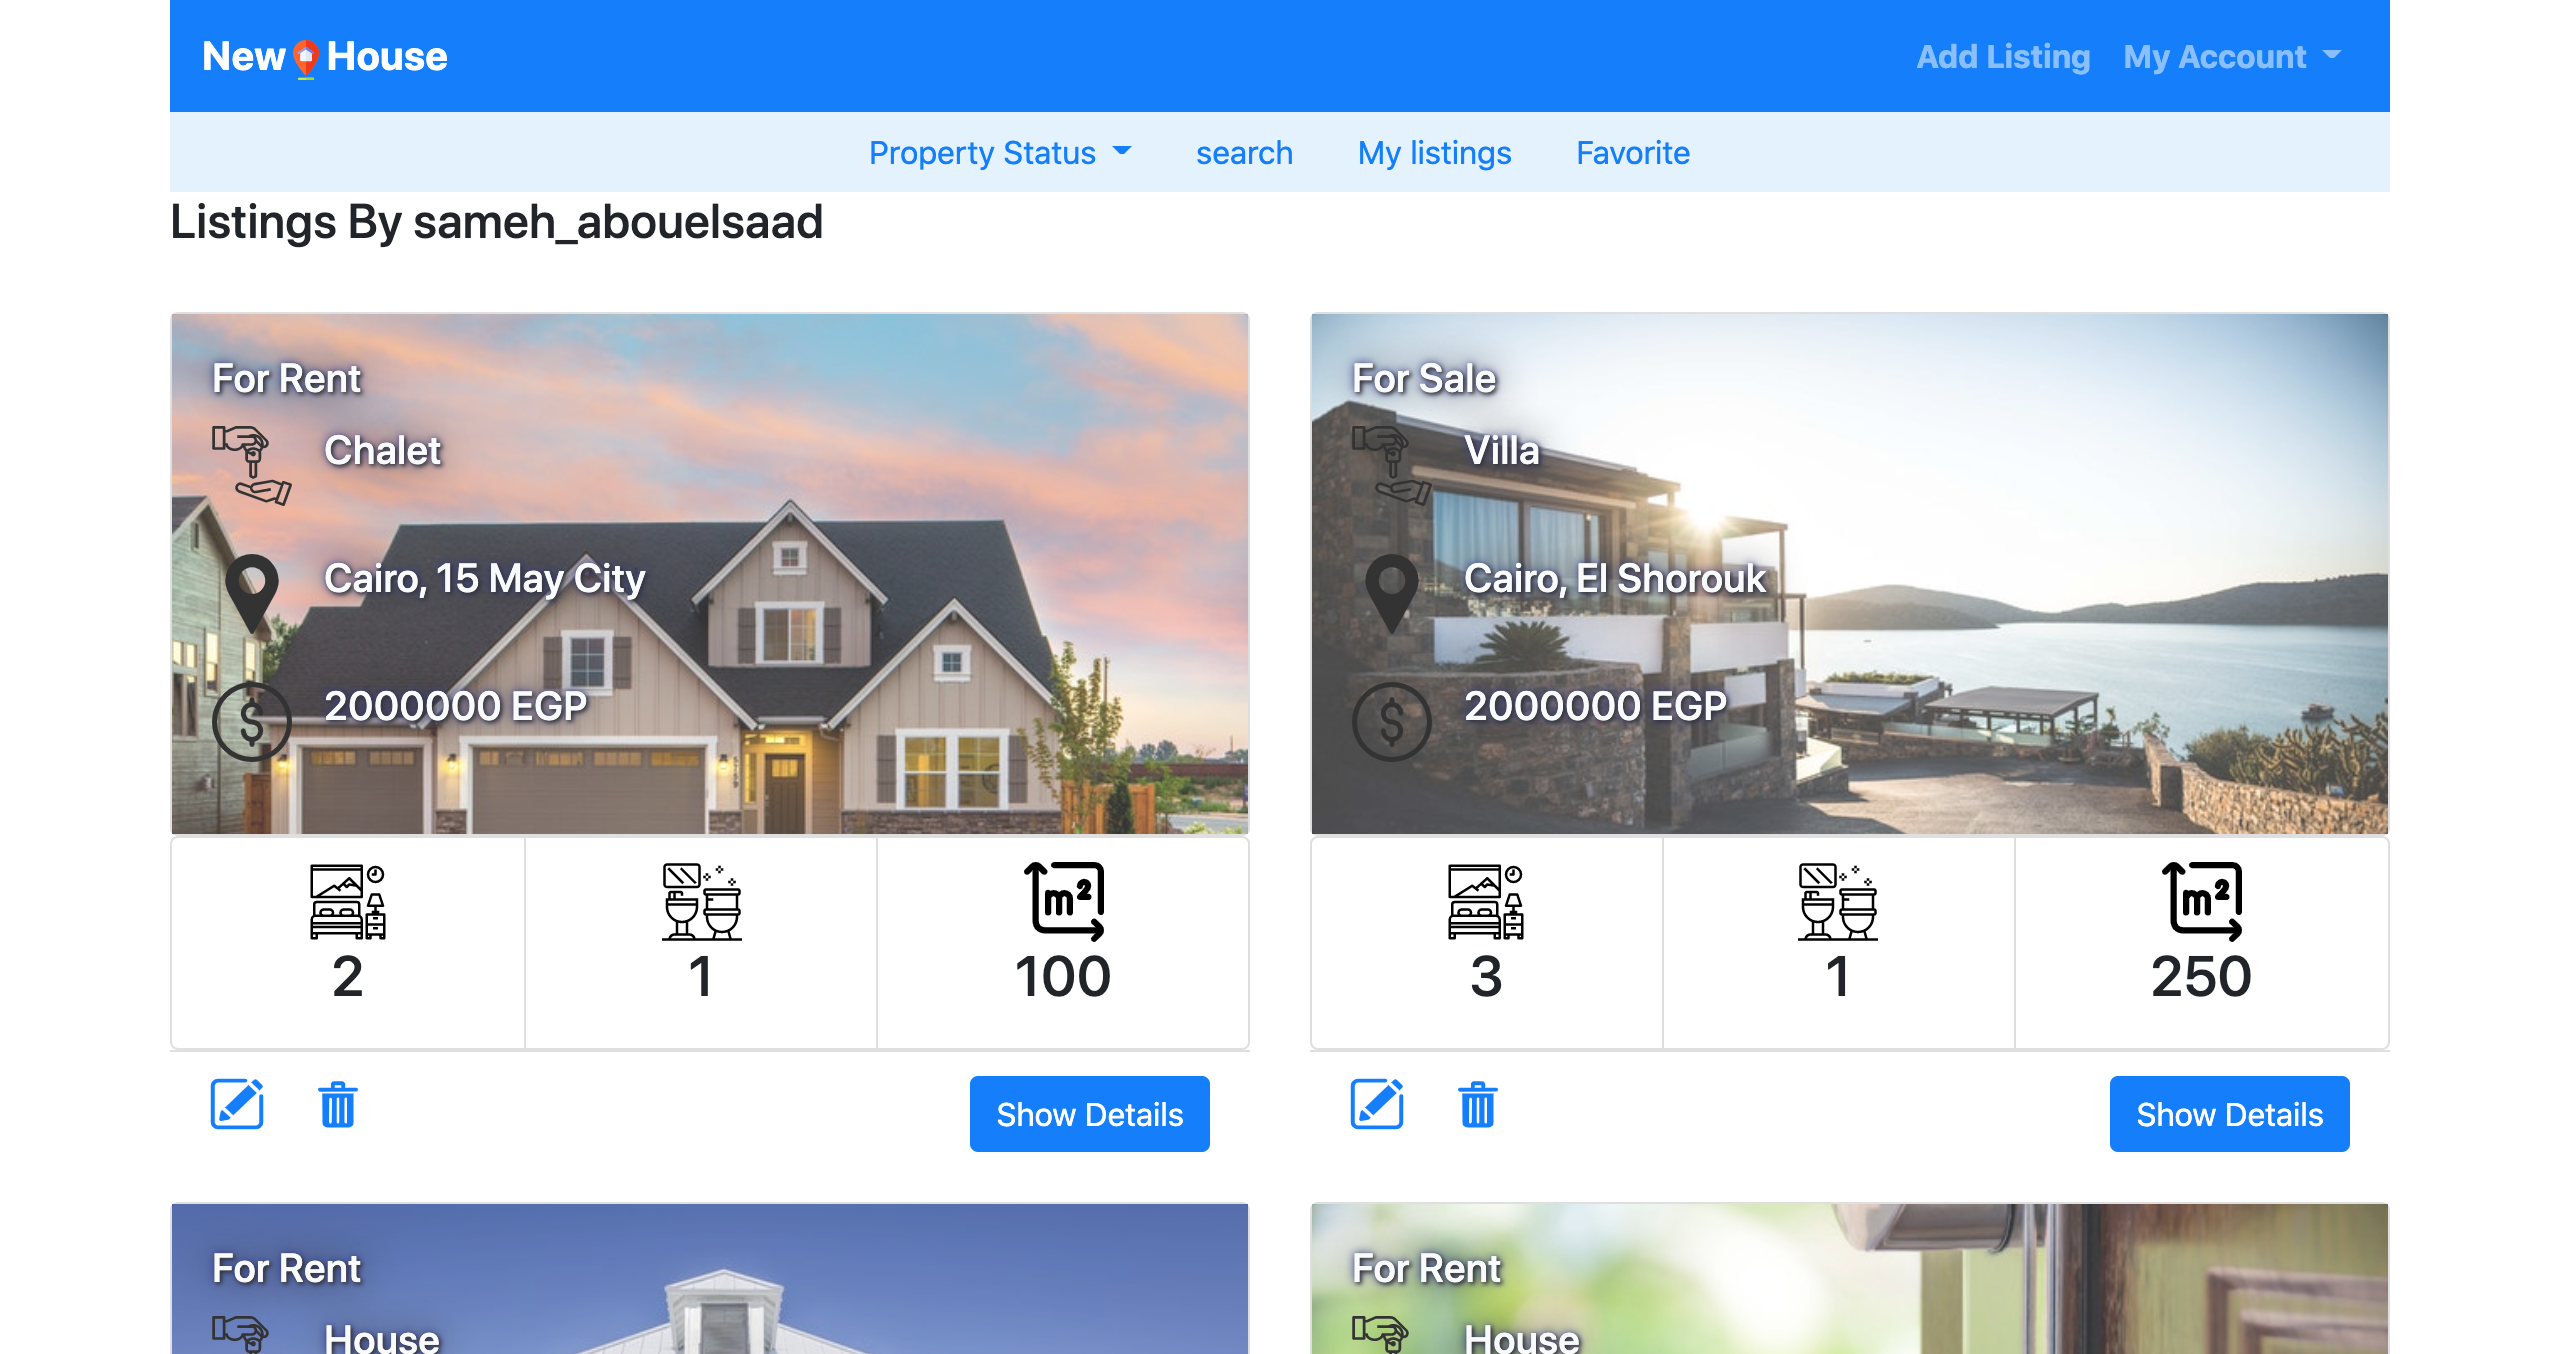 New House
Add Listing My Account
Property Status search My listings Favorite
Listings By sameh_abouelsaad
For Rent
Chalet
Cairo, 15 May City
$ 2000000 EGP
2 1 m² 100
Show Details
For Sale
Villa
Cairo, El Shorouk
$ 2000000 EGP
3 1 m² 250
Show Details
For Rent
House
For Rent
House